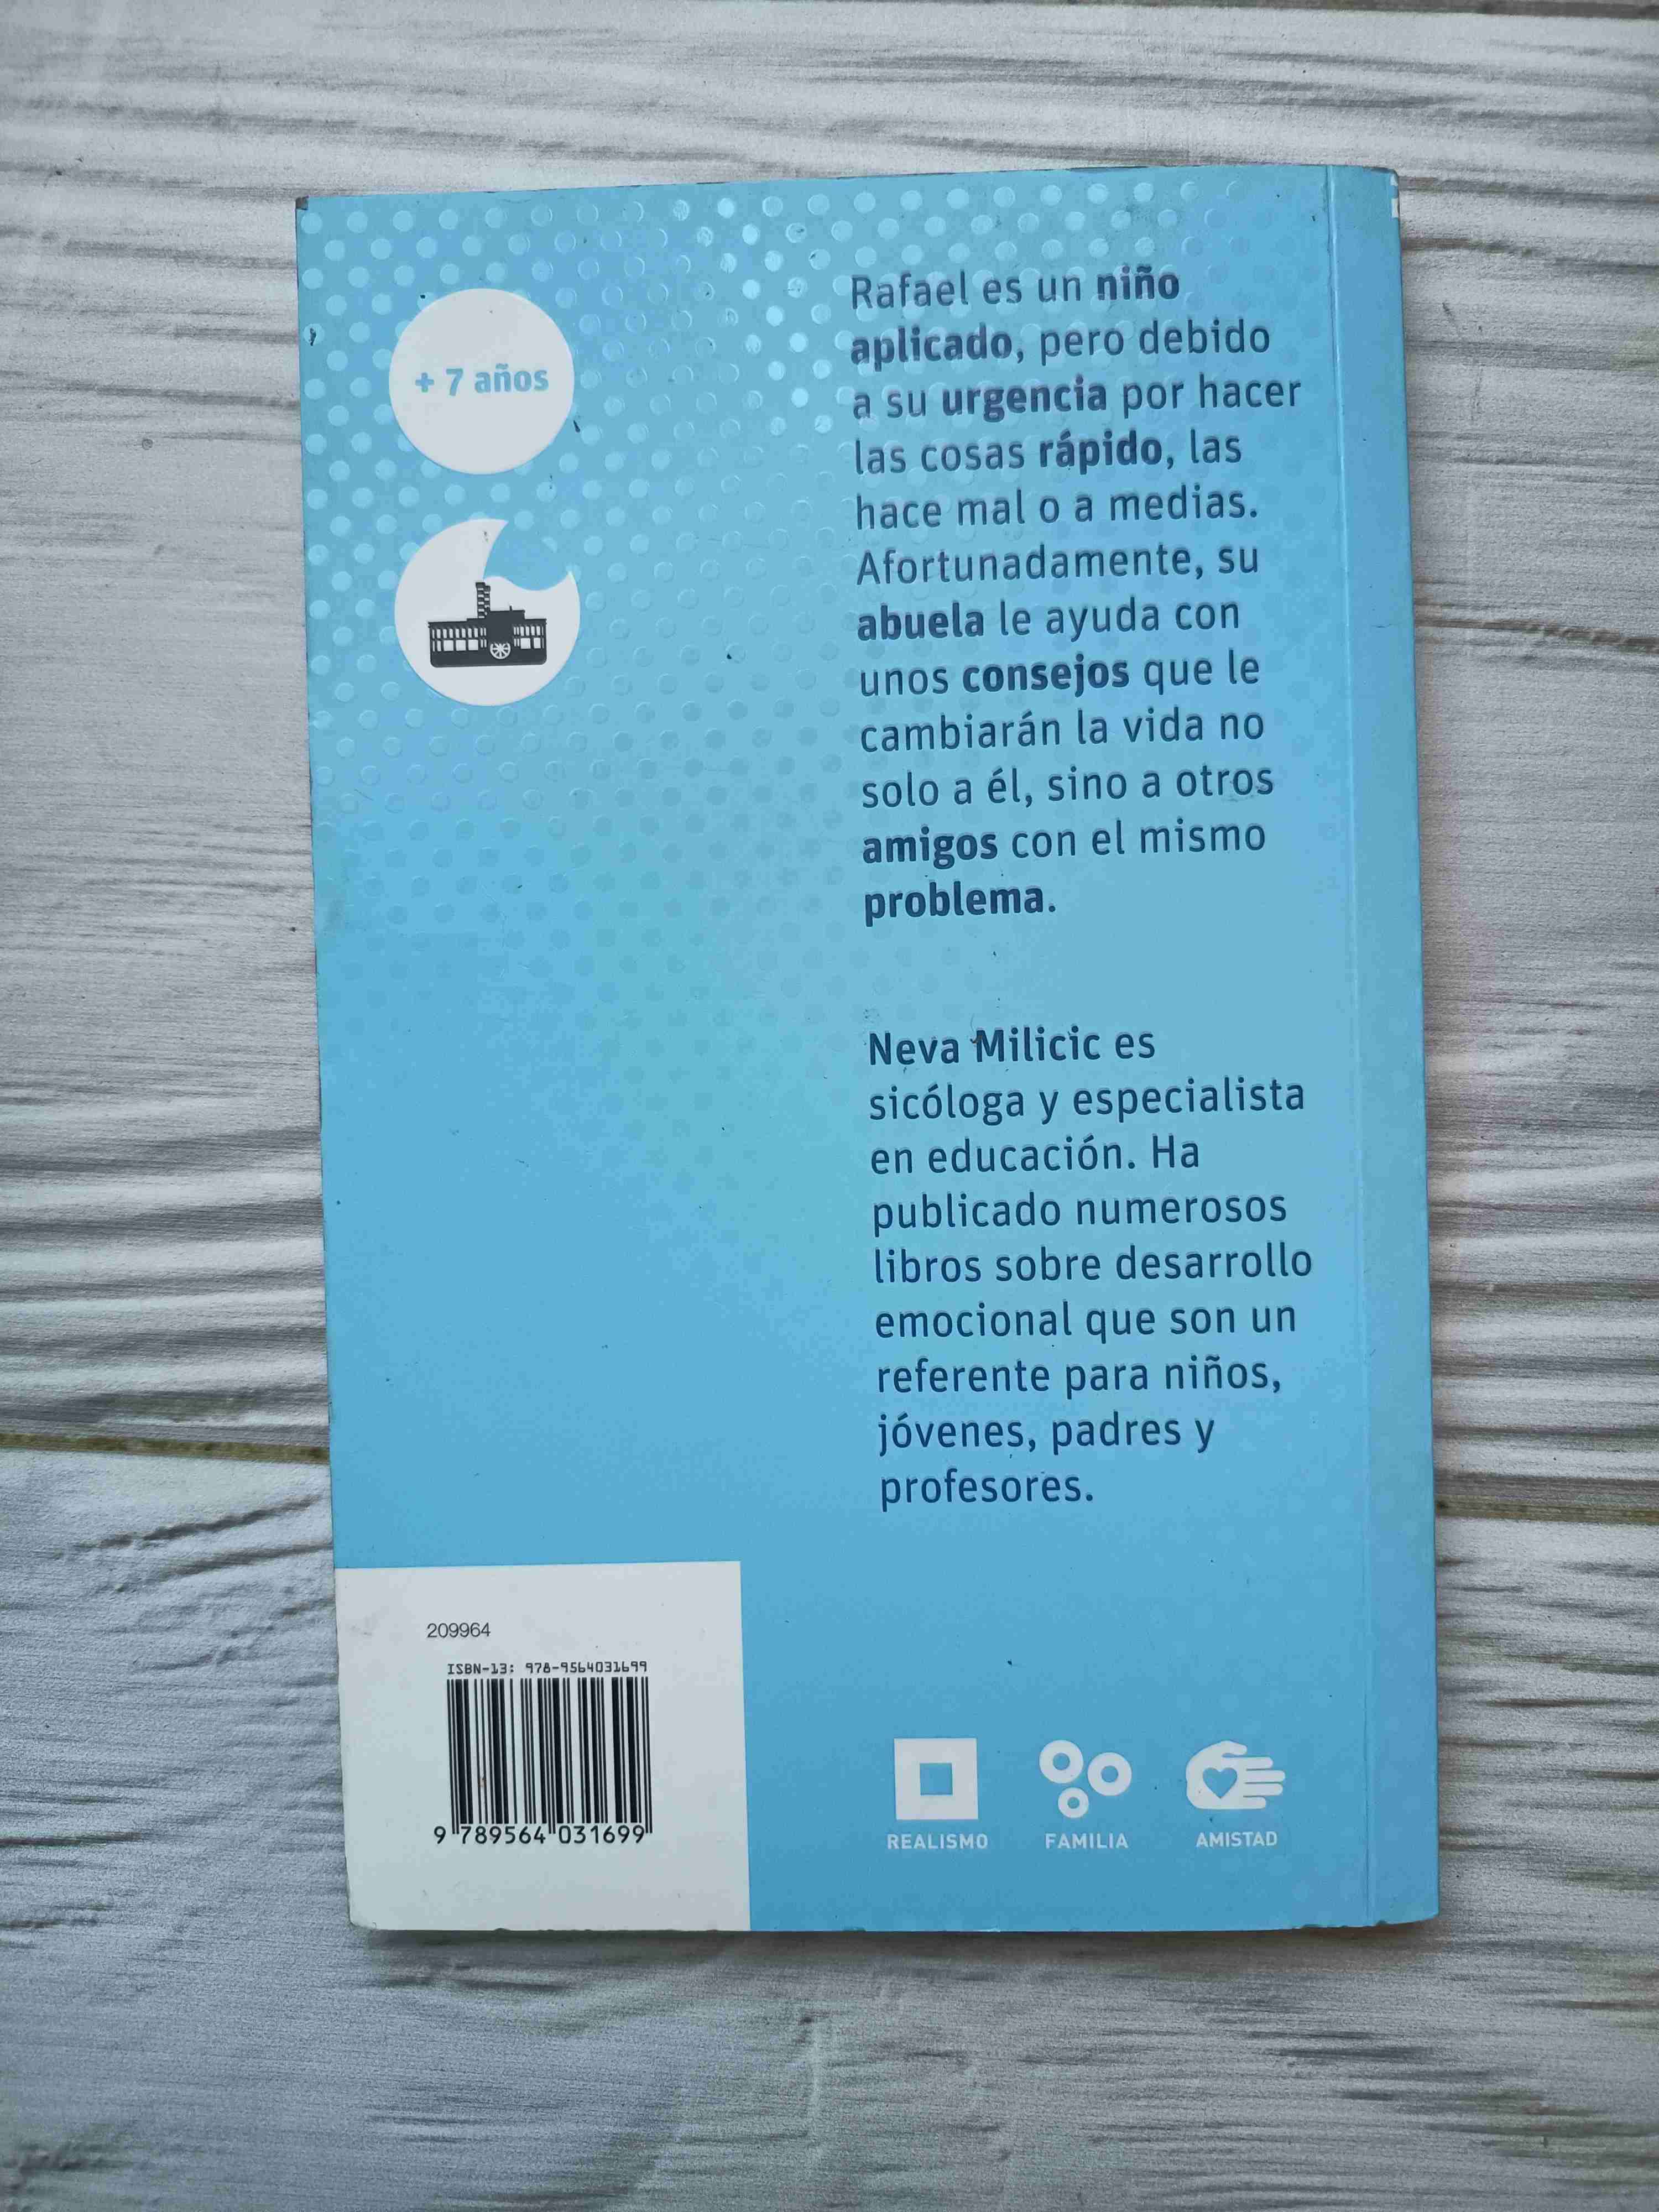 + 7 años
Rafael es un niño
aplicado, pero debido
a su urgencia por hacer
las cosas rápido, las
hace mal o a medias.
Afortunadamente, su
abuela le ayuda con
unos consejos que le
cambiarán la vida no
solo a él, sino a otros
amigos con el mismo
problema.
Neva Milicic es
sicóloga y especialista
en educación. Ha
publicado numerosos
libros sobre desarrollo
emocional que son un
referente para niños,
jóvenes, padres y
profesores.
209964
ISBN-13: 978-9564031699
9 789564 031699
REALISMO FAMILIA AMISTAD